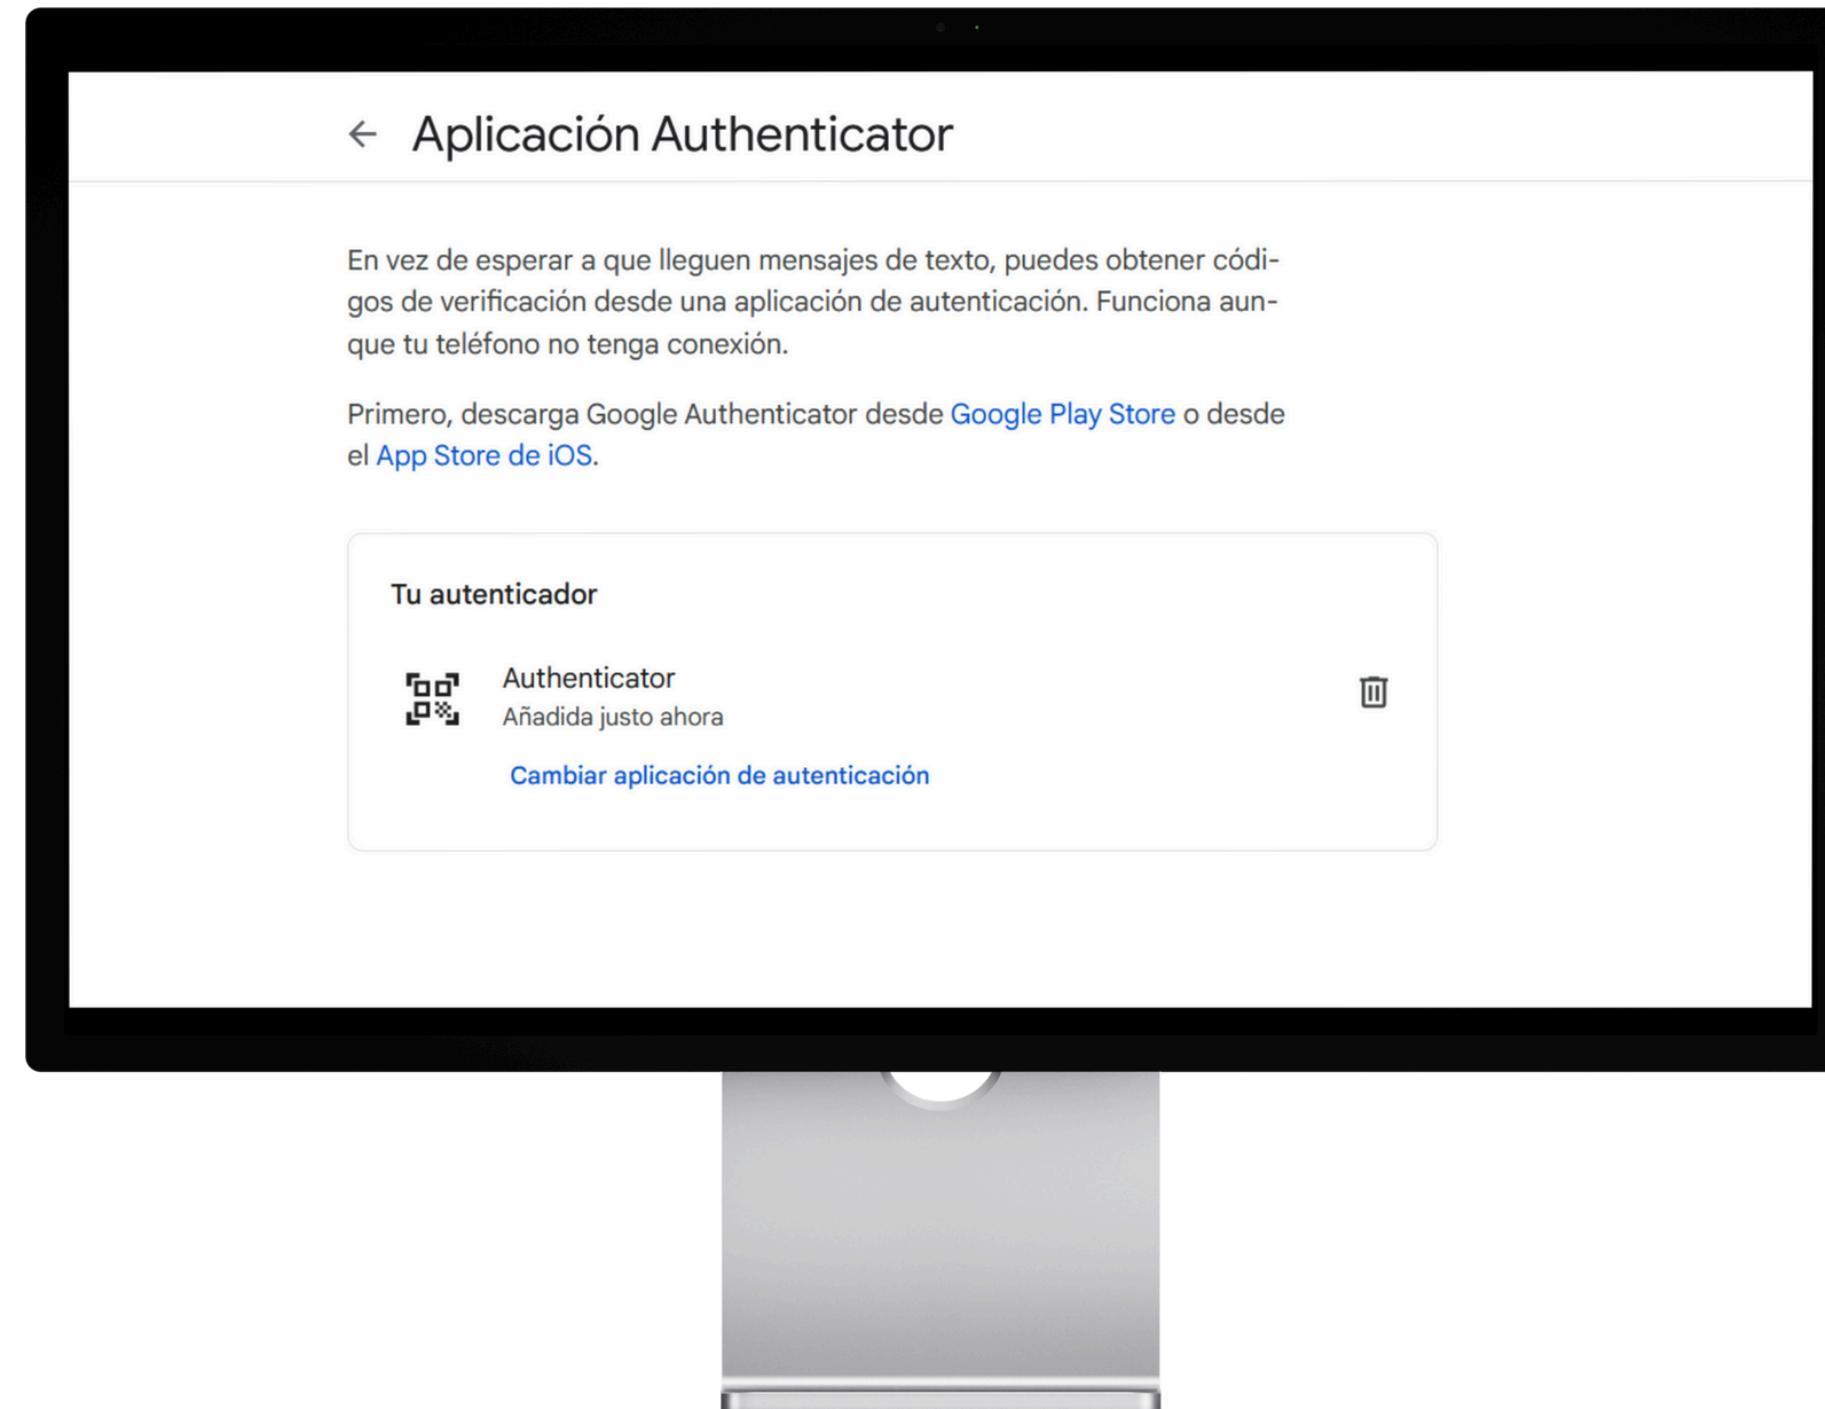 Aplicación Authenticator
En vez de esperar a que lleguen mensajes de texto, puedes obtener códi-
gos de verificación desde una aplicación de autenticación. Funciona aun-
que tu teléfono no tenga conexión.
Primero, descarga Google Authenticator desde Google Play Store o desde
el App Store de iOS.
Tu autenticador
Authenticator
Añadida justo ahora
Cambiar aplicación de autenticación